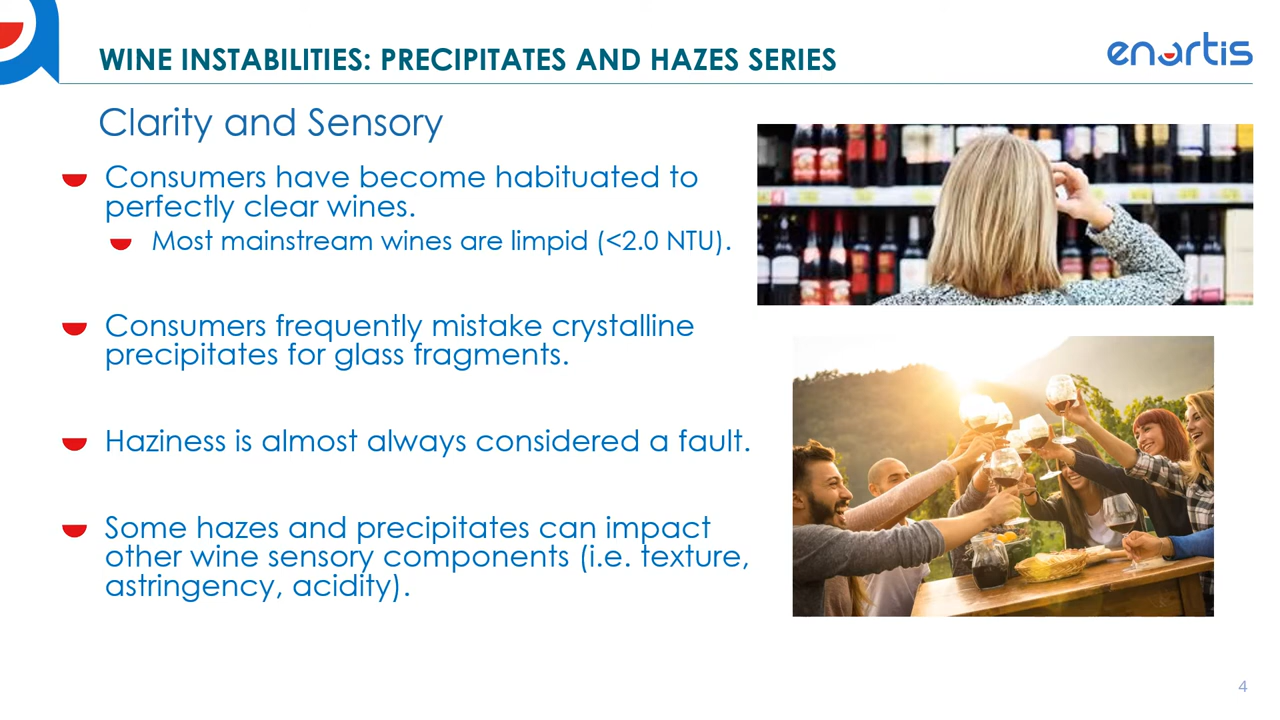 WINE INSTABILITIES: PRECIPITATES AND HAZES SERIES
enartis
Clarity and Sensory
Consumers have become habituated to
perfectly clear wines.
Most mainstream wines are limpid (<2.0 NTU).
Consumers frequently mistake crystalline
precipitates for glass fragments.
Haziness is almost always considered a fault.
Some hazes and precipitates can impact
other wine sensory components (i.e. texture,
astringency, acidity).
4